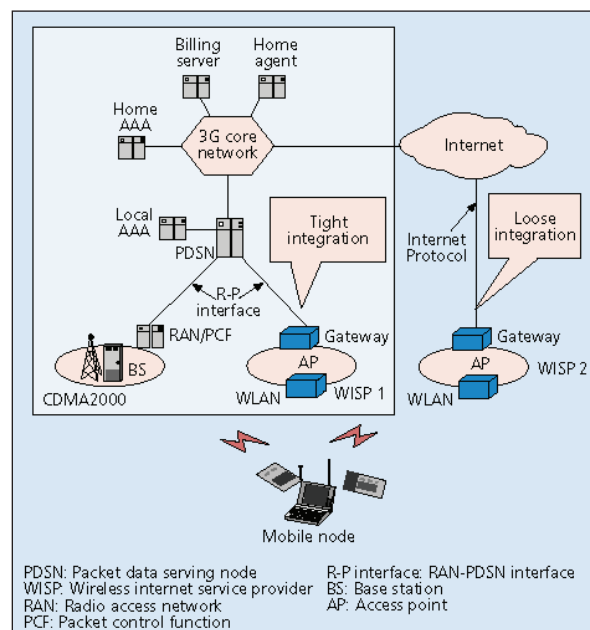 Billing
server
Home
agent
Home
AAA
3G core
network
Internet
Local
AAA
PDSN
Tight
integration
Loose
integration
Internet
Protocol
R-P
interface
RAN/PCF
BS
CDMA2000
Gateway
AP
WLAN
WISP 1
Gateway
AP
WISP 2
WLAN
Mobile node
PDSN: Packet data serving node
WISP: Wireless internet service provider
RAN: Radio access network
PCF: Packet control function
R-P interface: RAN-PDSN interface
BS: Base station
AP: Access point